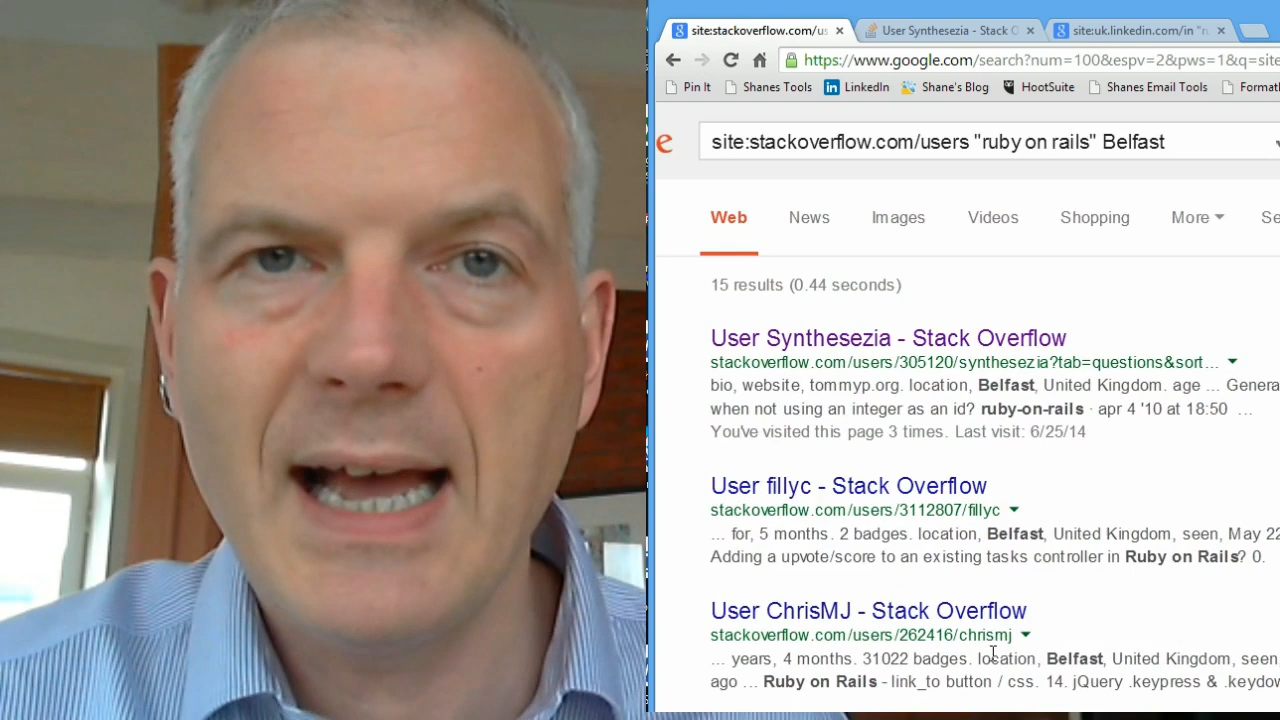 site:stackoverflow.com/us
User Synthesezia - Stack O
site:uk.linkedin.com/in "r
https://www.google.com/search?num=100&espv=2&pws=1&q=site
Pin It Shanes Tools LinkedIn Shane's Blog HootSuite Shanes Email Tools Format
e
site:stackoverflow.com/users "ruby on rails" Belfast
Web News Images Videos Shopping More Se
15 results (0.44 seconds)
User Synthesezia - Stack Overflow
stackoverflow.com/users/305120/synthesezia?tab=questions&sort...
bio, website, tommyp.org. location, Belfast, United Kingdom. age ... Genera
when not using an integer as an id? ruby-on-rails · apr 4 '10 at 18:50 ...
You've visited this page 3 times. Last visit: 6/25/14
User fillyc - Stack Overflow
stackoverflow.com/users/3112807/fillyc
... for, 5 months. 2 badges. location, Belfast, United Kingdom, seen, May 22
Adding a upvote/score to an existing tasks controller in Ruby on Rails? 0.
User ChrisMJ - Stack Overflow
stackoverflow.com/users/262416/chrismj
... years, 4 months. 31022 badges. location, Belfast, United Kingdom, seen
ago ... Ruby on Rails - link_to button / css. 14. jQuery .keypress & .keydow